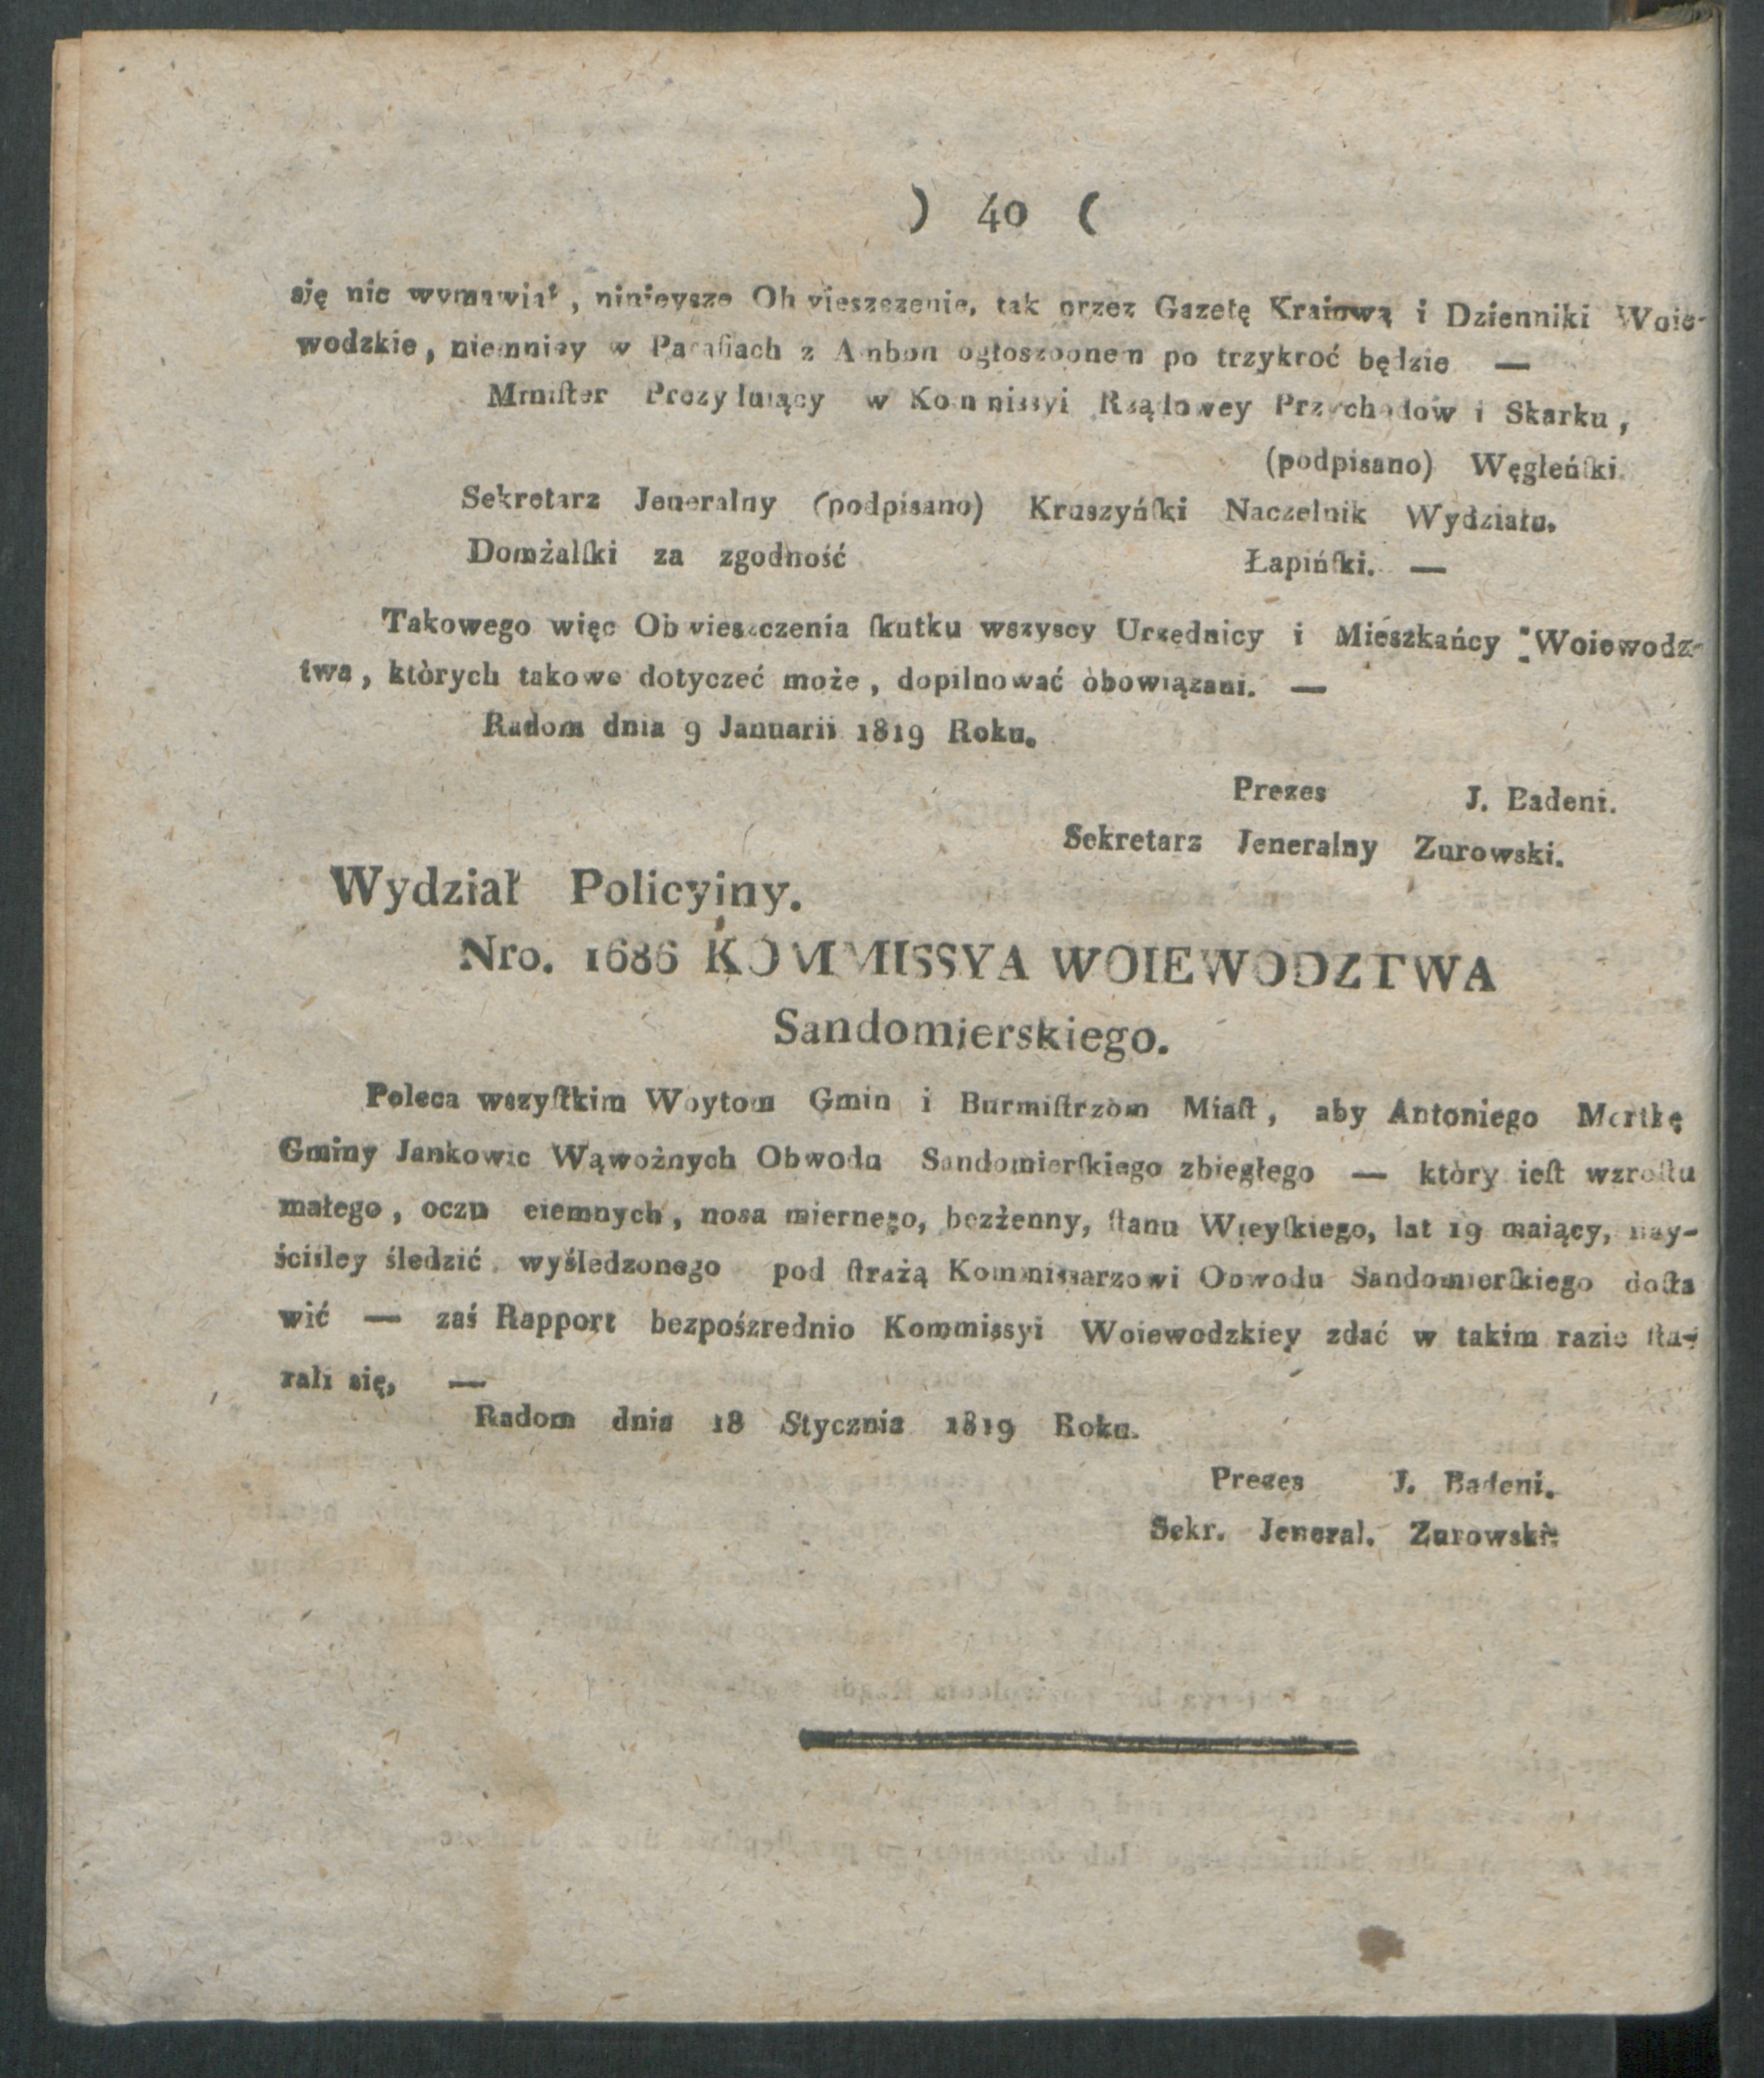 ) 40 (
się nie wymawiał, ninieysze Obwieszczenie, tak przez Gazetę Kraiową i Dzienniki Woie-
wodzkie, niemniey w Parafiach z Ambon ogłoszoonem po trzykroć będzie —
Minister Prezyduiący w Kommissyi Rządowey Przychodów i Skarku,
(podpisano) Węgleńſki.
Sekretarz Jeneralny (podpisano) Kruszyńſki Naczelnik Wydziału.
Domżalſki za zgodność Łapińſki. —
Takowego więc Obwieszczenia ſkutku wszyscy Urzędnicy i Mieszkańcy Woiewodz-
twa, których takowe dotyczeć może, dopilnować obowiązani. —
Radom dnia 9 Januarii 1819 Roku.
Prezes J. Badeni.
Sekretarz Jeneralny Zurowski.
Wydział Policyiny.
Nro. 1686 KOMMISSYA WOIEWODZTWA
Sandomierskiego.
Poleca wszyſtkim Woytom Gmin i Burmiſtrzom Miaſt, aby Antoniego
Gminy Jankowic Wąwożnych Obwodu Sandomierſkiego zbiegłego — który ieſt wzroſtu
małego, oczu ciemnych, nosa miernego, bezżenny, ſtanu Wieyſkiego, lat 19 maiący, nay-
ściśley śledzić wyśledzonego pod ſtrażą Kommissarzowi Obwodu Sandomierſkiego doſta
wić — zaś Rapport bezpośzrednio Kommissyi Woiewodzkiey zdać w takim razie ſta-
rali się, —
Radom dnia 18 Stycznia 1819 Roku.
Prezes J. Badeni.
Sekr. Jeneral. Zurowski.